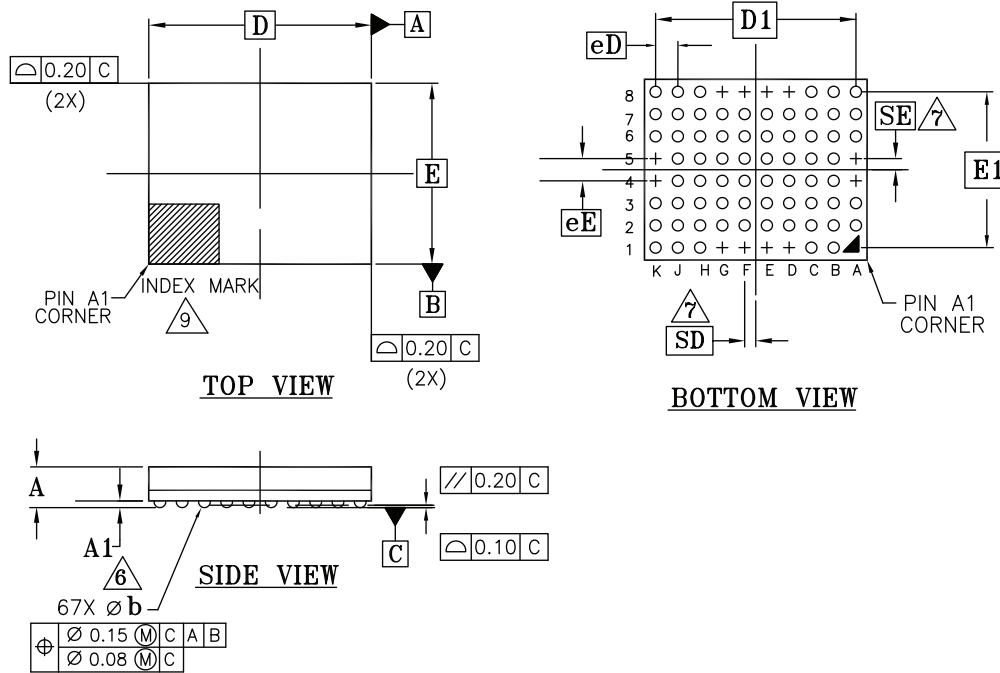 D
A
⌓ 0.20 C
(2X)
E
PIN A1
CORNER
INDEX MARK
9
B
⌓ 0.20 C
(2X)
TOP VIEW
D1
eD
8
7
6
5
4
3
2
1
K J H G F E D C B A
SE 7
E1
eE
7
SD
PIN A1
CORNER
BOTTOM VIEW
A
A1
6
// 0.20 C
C
⌓ 0.10 C
SIDE VIEW
67X ⌀ b
⌖ ⌀ 0.15 Ⓜ C A B
⌀ 0.08 Ⓜ C